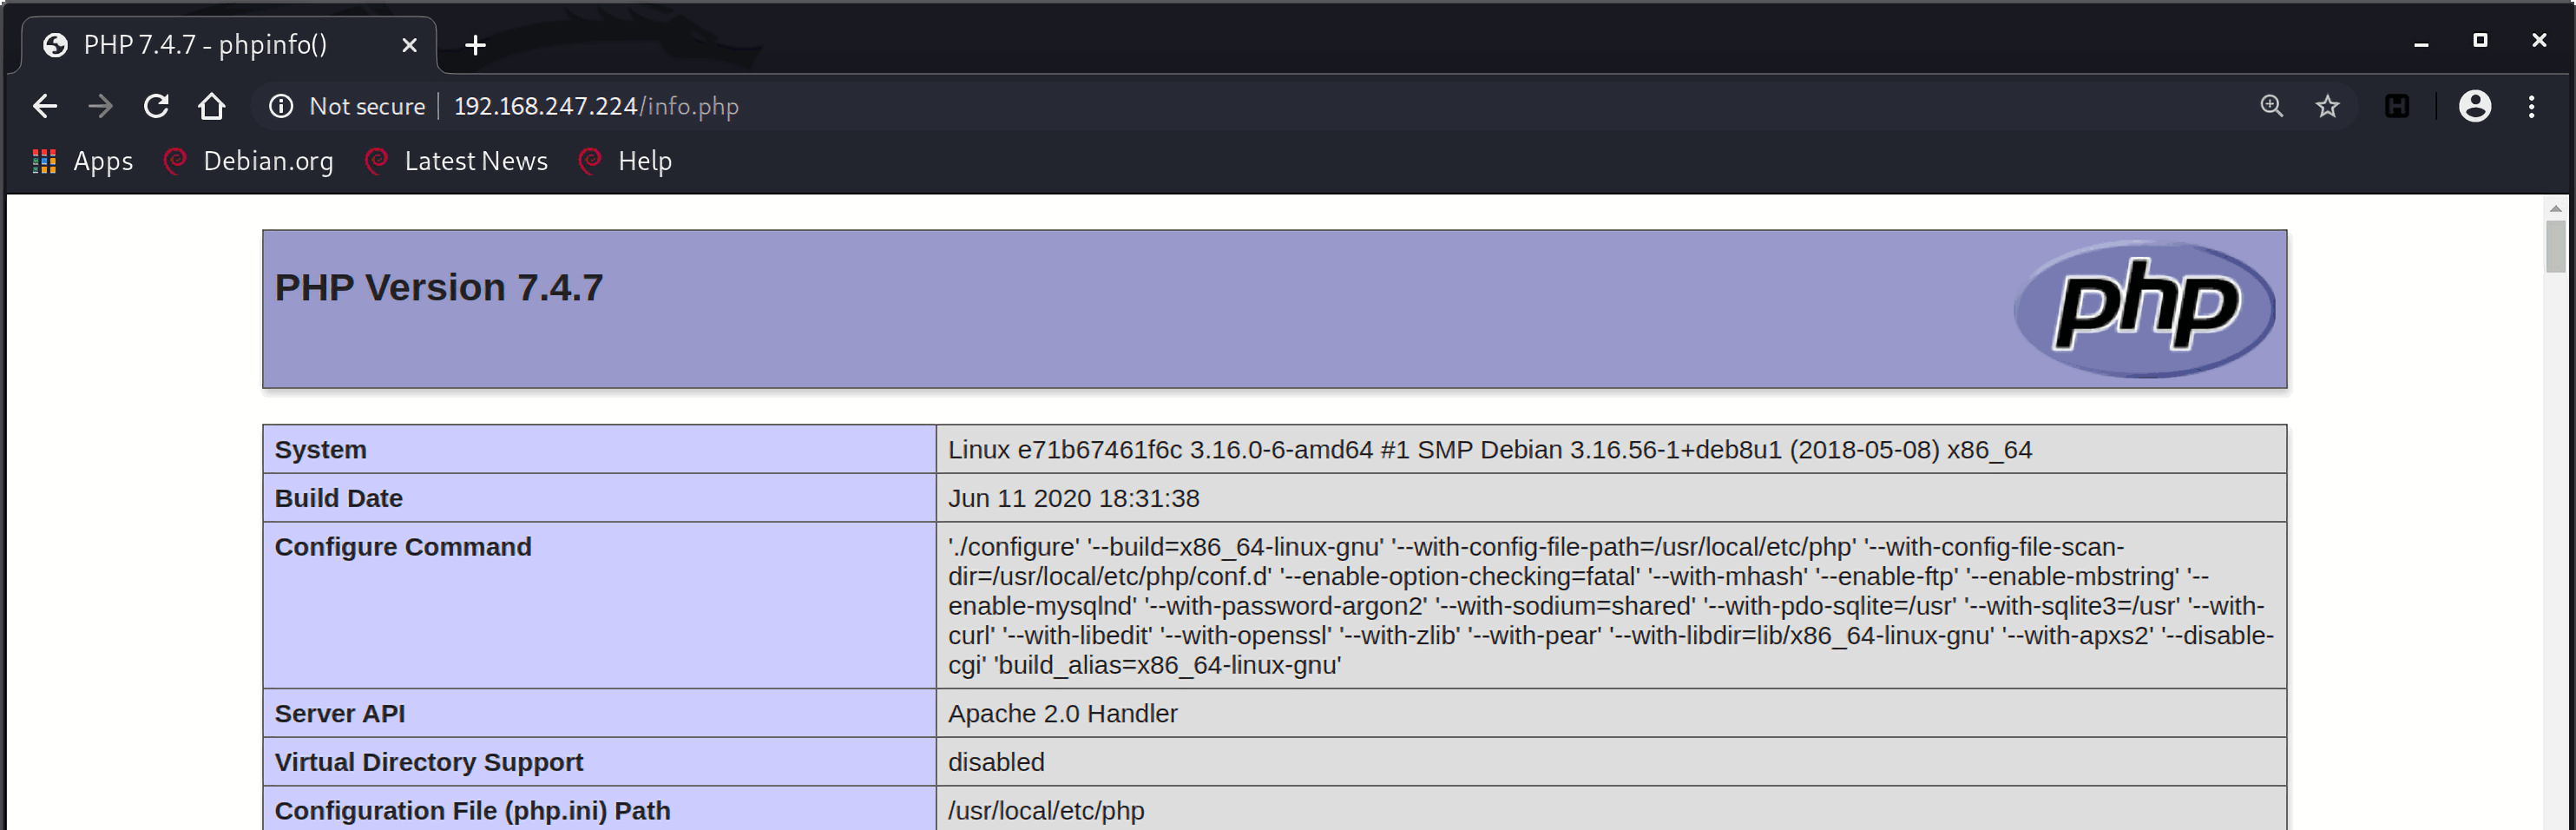 PHP 7.4.7 - phpinfo()
Not secure
192.168.247.224/info.php
Apps
Debian.org
Latest News
Help
PHP Version 7.4.7
php
System
Linux e71b67461f6c 3.16.0-6-amd64 #1 SMP Debian 3.16.56-1+deb8u1 (2018-05-08) x86_64
Build Date
Jun 11 2020 18:31:38
Configure Command
'./configure' '--build=x86_64-linux-gnu' '--with-config-file-path=/usr/local/etc/php' '--with-config-file-scan-
dir=/usr/local/etc/php/conf.d' '--enable-option-checking=fatal' '--with-mhash' '--enable-ftp' '--enable-mbstring' '--
enable-mysqlnd' '--with-password-argon2' '--with-sodium=shared' '--with-pdo-sqlite=/usr' '--with-sqlite3=/usr' '--with-
curl' '--with-libedit' '--with-openssl' '--with-zlib' '--with-pear' '--with-libdir=lib/x86_64-linux-gnu' '--with-apxs2' '--disable-
cgi' 'build_alias=x86_64-linux-gnu'
Server API
Apache 2.0 Handler
Virtual Directory Support
disabled
Configuration File (php.ini) Path
/usr/local/etc/php